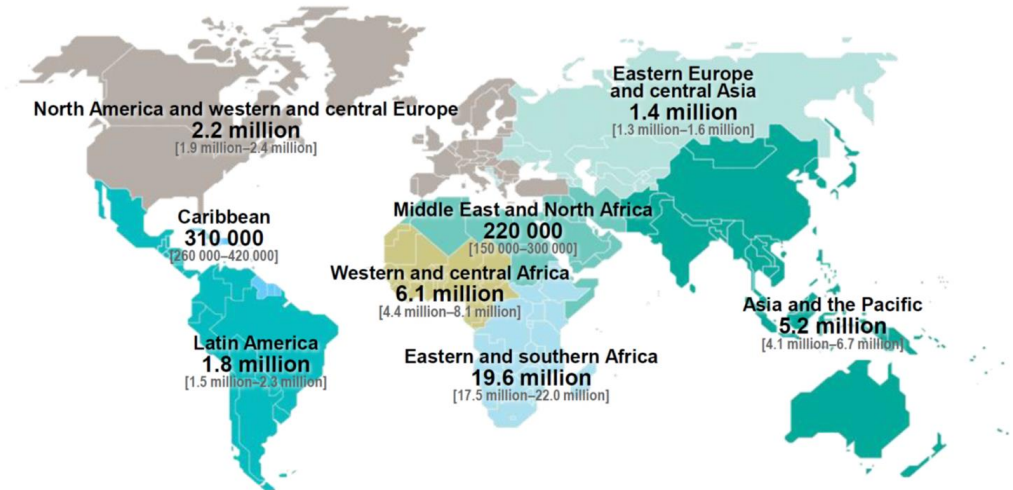 Eastern Europe
and central Asia
1.4 million
[1.3 million–1.6 million]
North America and western and central Europe
2.2 million
[1.9 million–2.4 million]
Middle East and North Africa
220 000
[150 000–300 000]
Caribbean
310 000
[260 000–420 000]
Western and central Africa
6.1 million
[4.4 million–8.1 million]
Asia and the Pacific
5.2 million
[4.1 million–6.7 million]
Latin America
1.8 million
[1.5 million–2.3 million]
Eastern and southern Africa
19.6 million
[17.5 million–22.0 million]